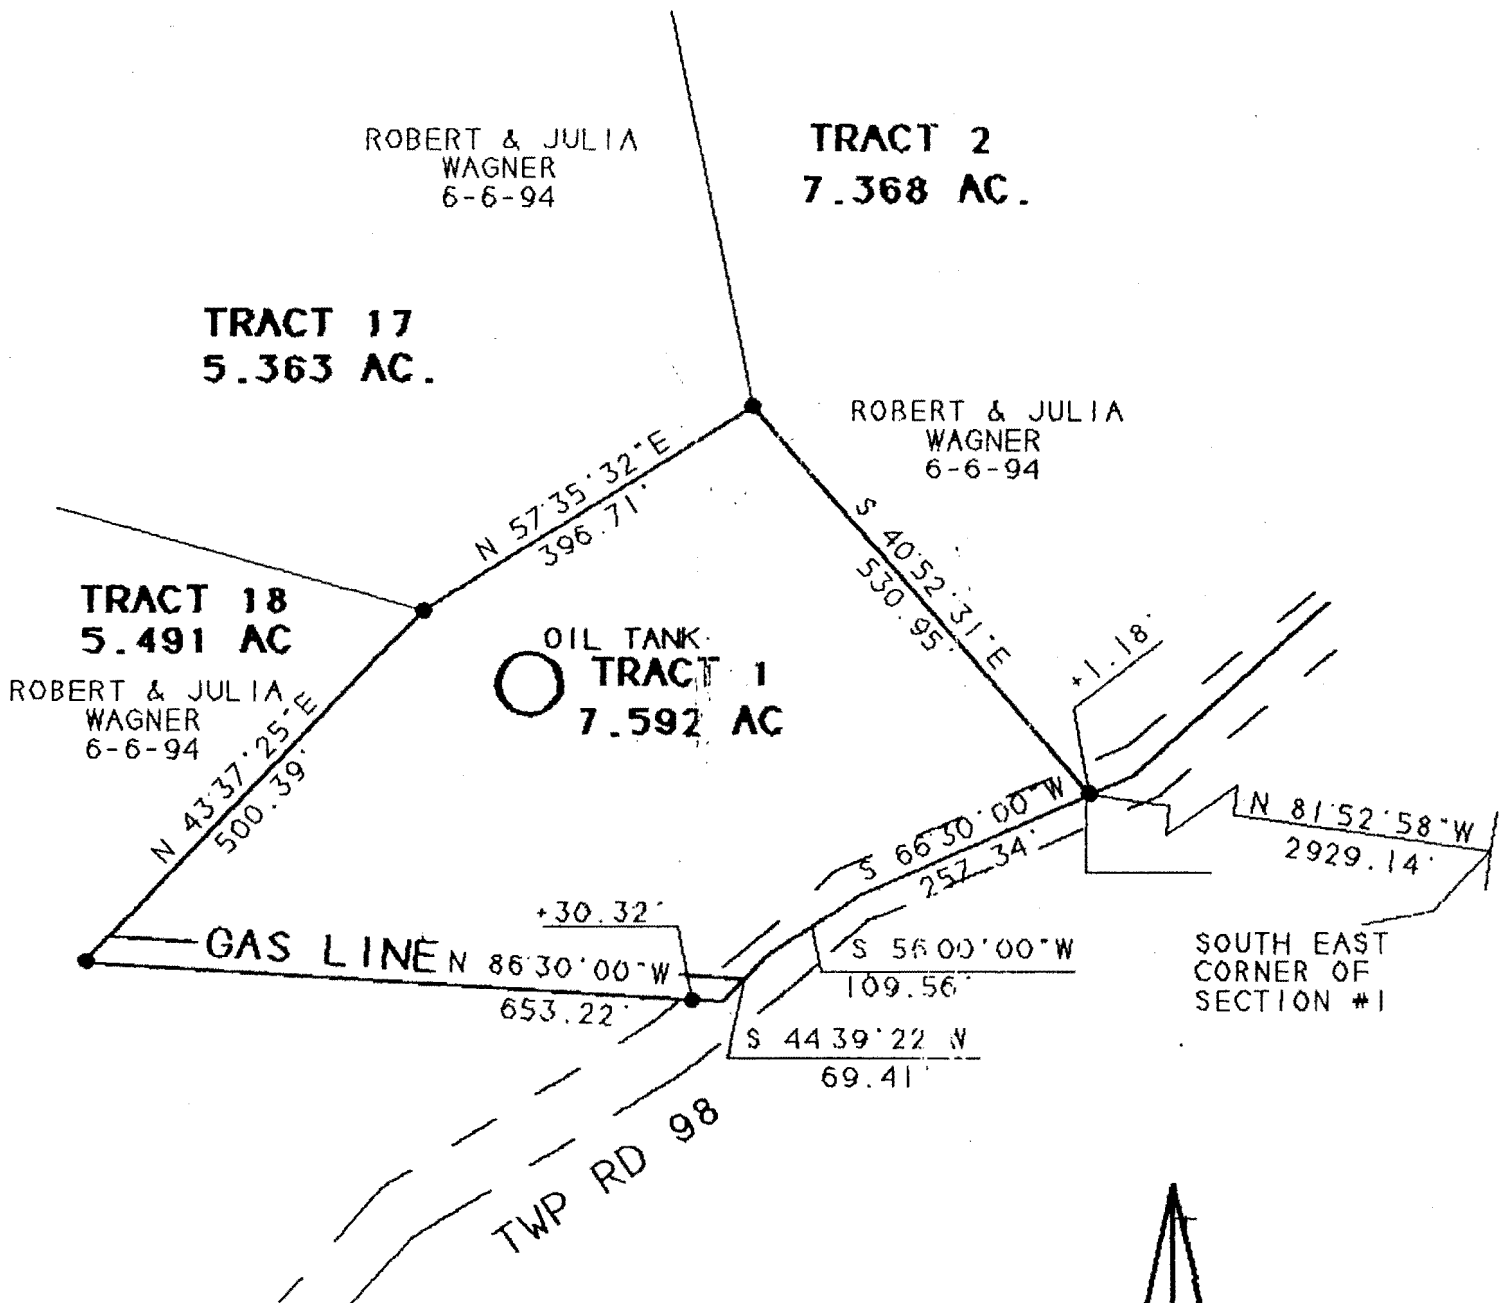 ROBERT & JULIA
WAGNER
6-6-94
TRACT 2
7.368 AC.
TRACT 17
5.363 AC.
ROBERT & JULIA
WAGNER
6-6-94
N 57°35'32"E
396.71'
S 40°52'31"E
530.95'
TRACT 18
5.491 AC
ROBERT & JULIA
WAGNER
6-6-94
OIL TANK
TRACT 1
7.592 AC
+1.18'
N 43°37'25"E
500.39'
S 66°30'00"W
257.34'
N 81°52'58"W
2929.14'
+30.32'
GAS LINE
N 86°30'00"W
653.22'
S 56°00'00"W
109.56'
SOUTH EAST
CORNER OF
SECTION #1
S 44°39'22"W
69.41'
TWP RD 98